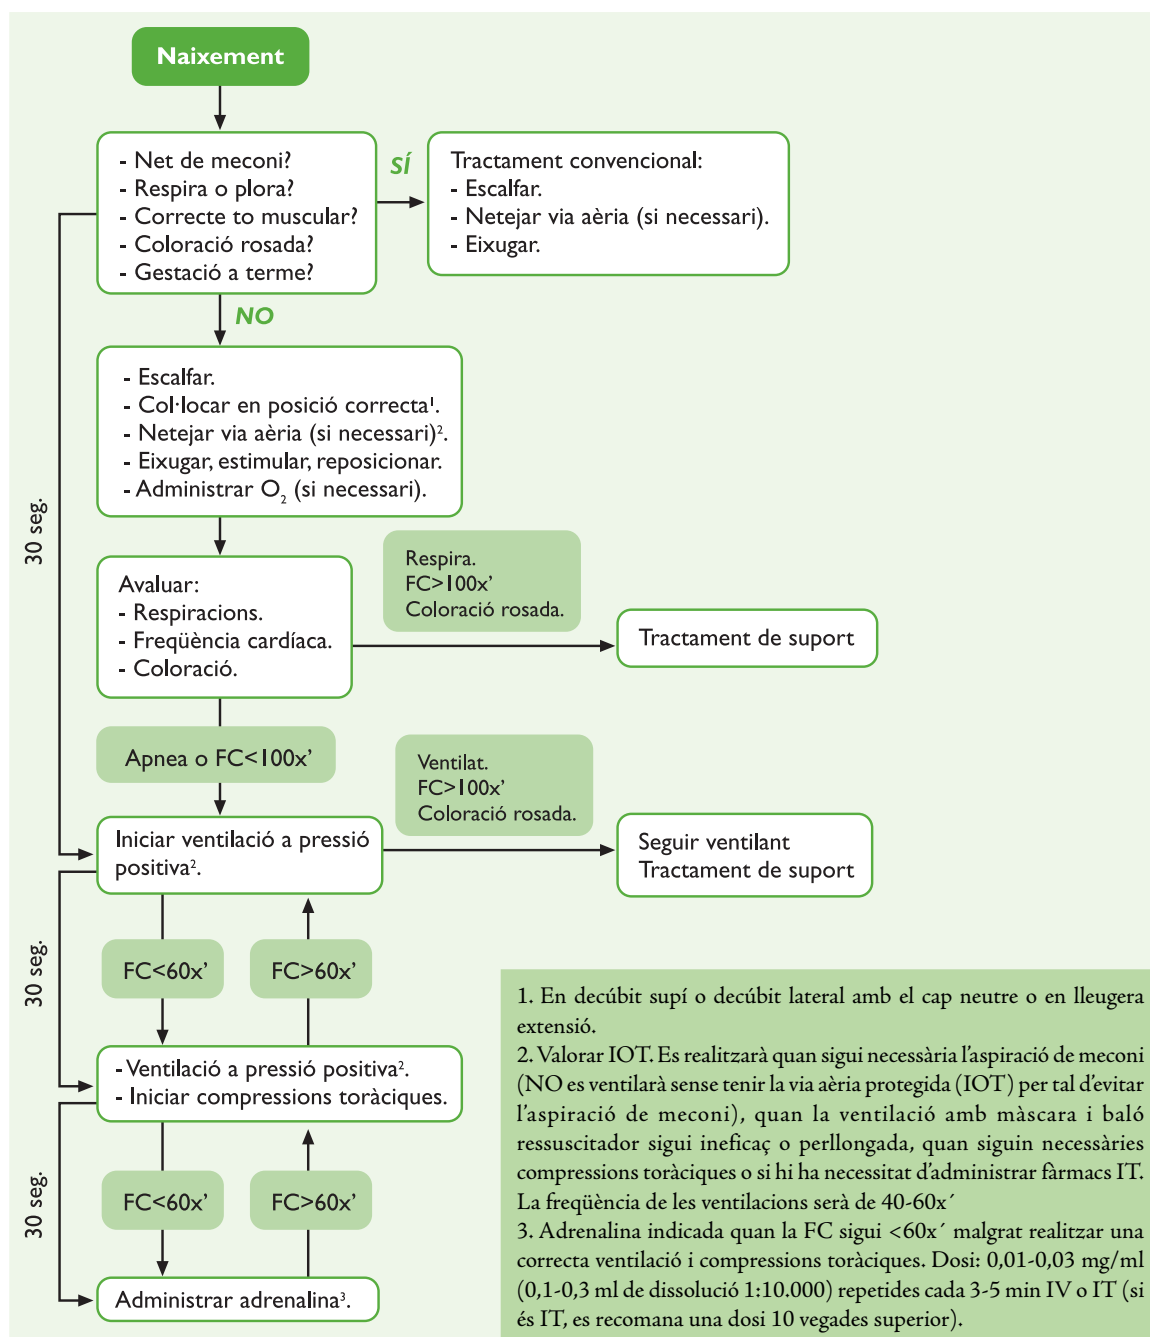 Naixement
- Net de meconi?
- Respira o plora?
- Correcte to muscular?
- Coloració rosada?
- Gestació a terme?
SÍ
Tractament convencional:
- Escalfar.
- Netejar via aèria (si necessari).
- Eixugar.
NO
- Escalfar.
- Col·locar en posició correcta¹.
- Netejar via aèria (si necessari)².
- Eixugar, estimular, reposicionar.
- Administrar O₂ (si necessari).
30 seg.
Avaluar:
- Respiracions.
- Freqüència cardíaca.
- Coloració.
Respira.
FC>100x’
Coloració rosada.
Tractament de suport
Apnea o FC<100x’
Iniciar ventilació a pressió
positiva².
Ventilat.
FC>100x’
Coloració rosada.
Seguir ventilant
Tractament de suport
30 seg.
FC<60x’
FC>60x’
- Ventilació a pressió positiva².
- Iniciar compressions toràciques.
30 seg.
FC<60x’
FC>60x’
Administrar adrenalina³.
1. En decúbit supí o decúbit lateral amb el cap neutre o en lleugera
extensió.
2. Valorar IOT. Es realitzarà quan sigui necessària l’aspiració de meconi
(NO es ventilarà sense tenir la via aèria protegida (IOT) per tal d’evitar
l’aspiració de meconi), quan la ventilació amb màscara i baló
ressuscitador sigui ineficaç o perllongada, quan siguin necessàries
compressions toràciques o si hi ha necessitat d’administrar fàrmacs IT.
La freqüència de les ventilacions serà de 40-60x´
3. Adrenalina indicada quan la FC sigui <60x´ malgrat realitzar una
correcta ventilació i compressions toràciques. Dosi: 0,01-0,03 mg/ml
(0,1-0,3 ml de dissolució 1:10.000) repetides cada 3-5 min IV o IT (si
és IT, es recomana una dosi 10 vegades superior).